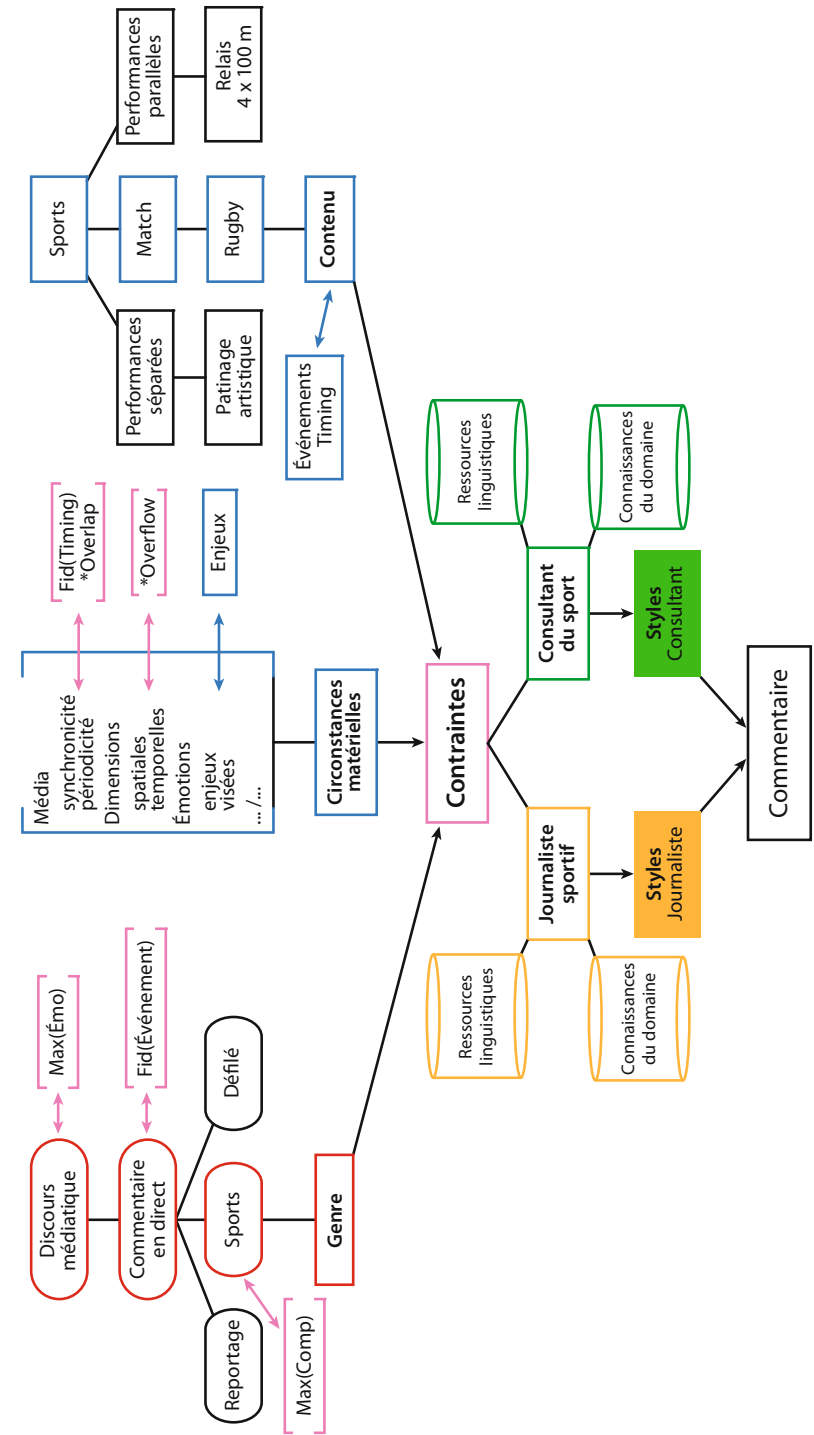 Discours
médiatique
Max(Émo)
Commentaire
en direct
Fid(Événement)
Reportage
Sports
Défilé
Max(Comp)
Genre
Média
synchronicité
périodicité
Dimensions
spatiales
temporelles
Émotions
enjeux
visées
... /...
Fid(Timing)
*Overlap
*Overflow
Enjeux
Circonstances
matérielles
Sports
Performances
séparées
Match
Performances
parallèles
Patinage
artistique
Rugby
Relais
4 x 100 m
Événements
Timing
Contenu
Contraintes
Ressources
linguistiques
Journaliste
sportif
Connaissances
du domaine
Styles
Journaliste
Ressources
linguistiques
Consultant
du sport
Connaissances
du domaine
Styles
Consultant
Commentaire